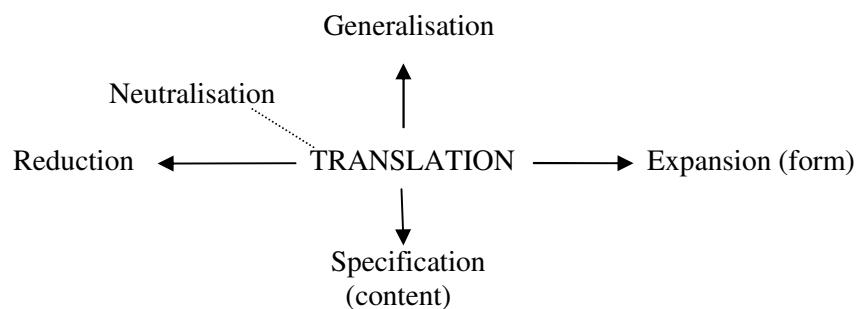 Generalisation
Neutralisation
Reduction
TRANSLATION
Expansion (form)
Specification
(content)